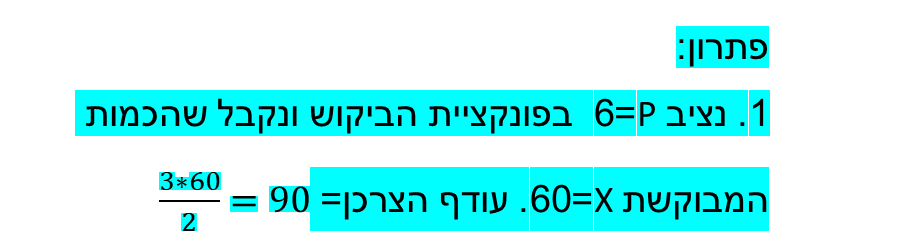 פתרון:
1. נציב P=6 בפונקציית הביקוש ונקבל שהכמות
המבוקשת X=60. עודף הצרכן= 90 = 3*60/2